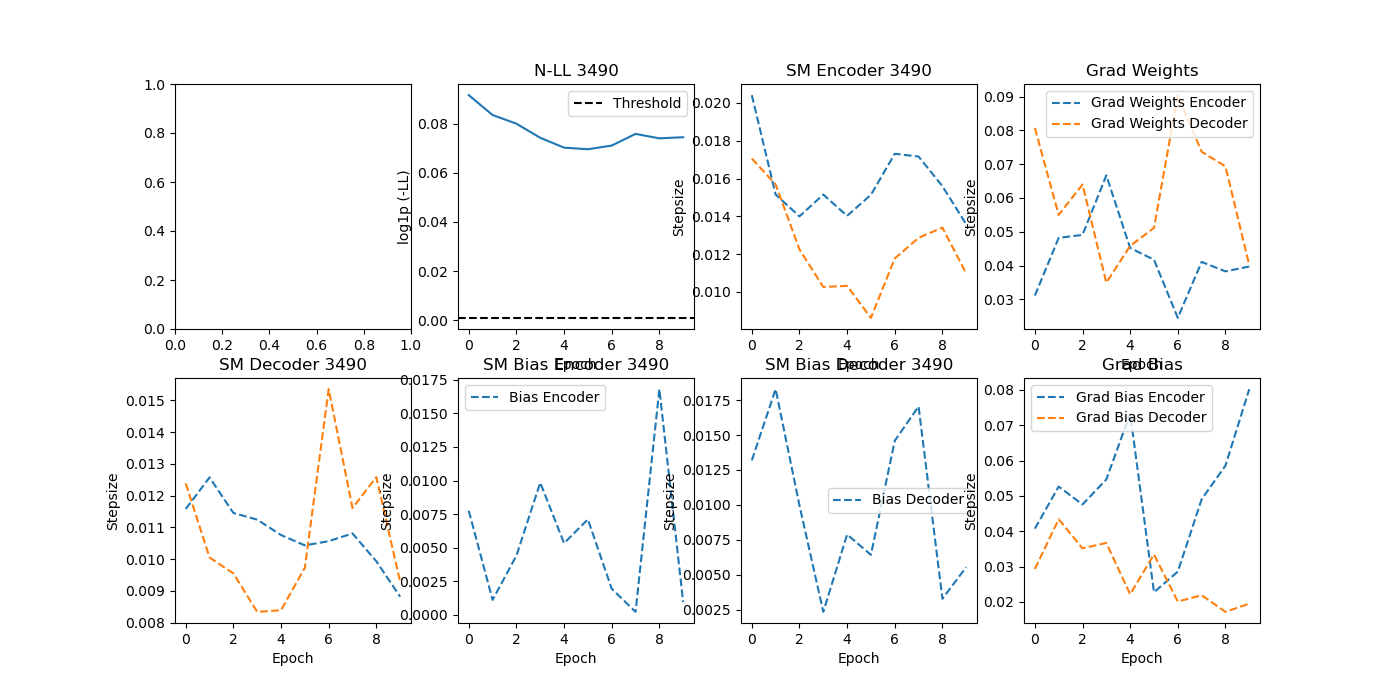 N-LL 3490
SM Encoder 3490
Grad Weights
1.0
0.8
0.6
0.4
0.2
0.0
0.0 0.2 0.4 0.6 0.8 1.0
log1p (-LL)
0.08
0.06
0.04
0.02
0.00
Threshold
0 2 4 6 8
Epoch
Stepsize
0.020
0.018
0.016
0.014
0.012
0.010
0 2 4 6 8
Epoch
Stepsize
0.09
0.08
0.07
0.06
0.05
0.04
0.03
Grad Weights Encoder
Grad Weights Decoder
0 2 4 6 8
Epoch
SM Decoder 3490
SM Bias Encoder 3490
SM Bias Decoder 3490
Grad Bias
Stepsize
0.015
0.014
0.013
0.012
0.011
0.010
0.009
0.008
0 2 4 6 8
Epoch
Stepsize
0.0175
0.0150
0.0125
0.0100
0.0075
0.0050
0.0025
0.0000
Bias Encoder
0 2 4 6 8
Epoch
Stepsize
0.0175
0.0150
0.0125
0.0100
0.0075
0.0050
0.0025
Bias Decoder
0 2 4 6 8
Epoch
Stepsize
0.08
0.07
0.06
0.05
0.04
0.03
0.02
Grad Bias Encoder
Grad Bias Decoder
0 2 4 6 8
Epoch